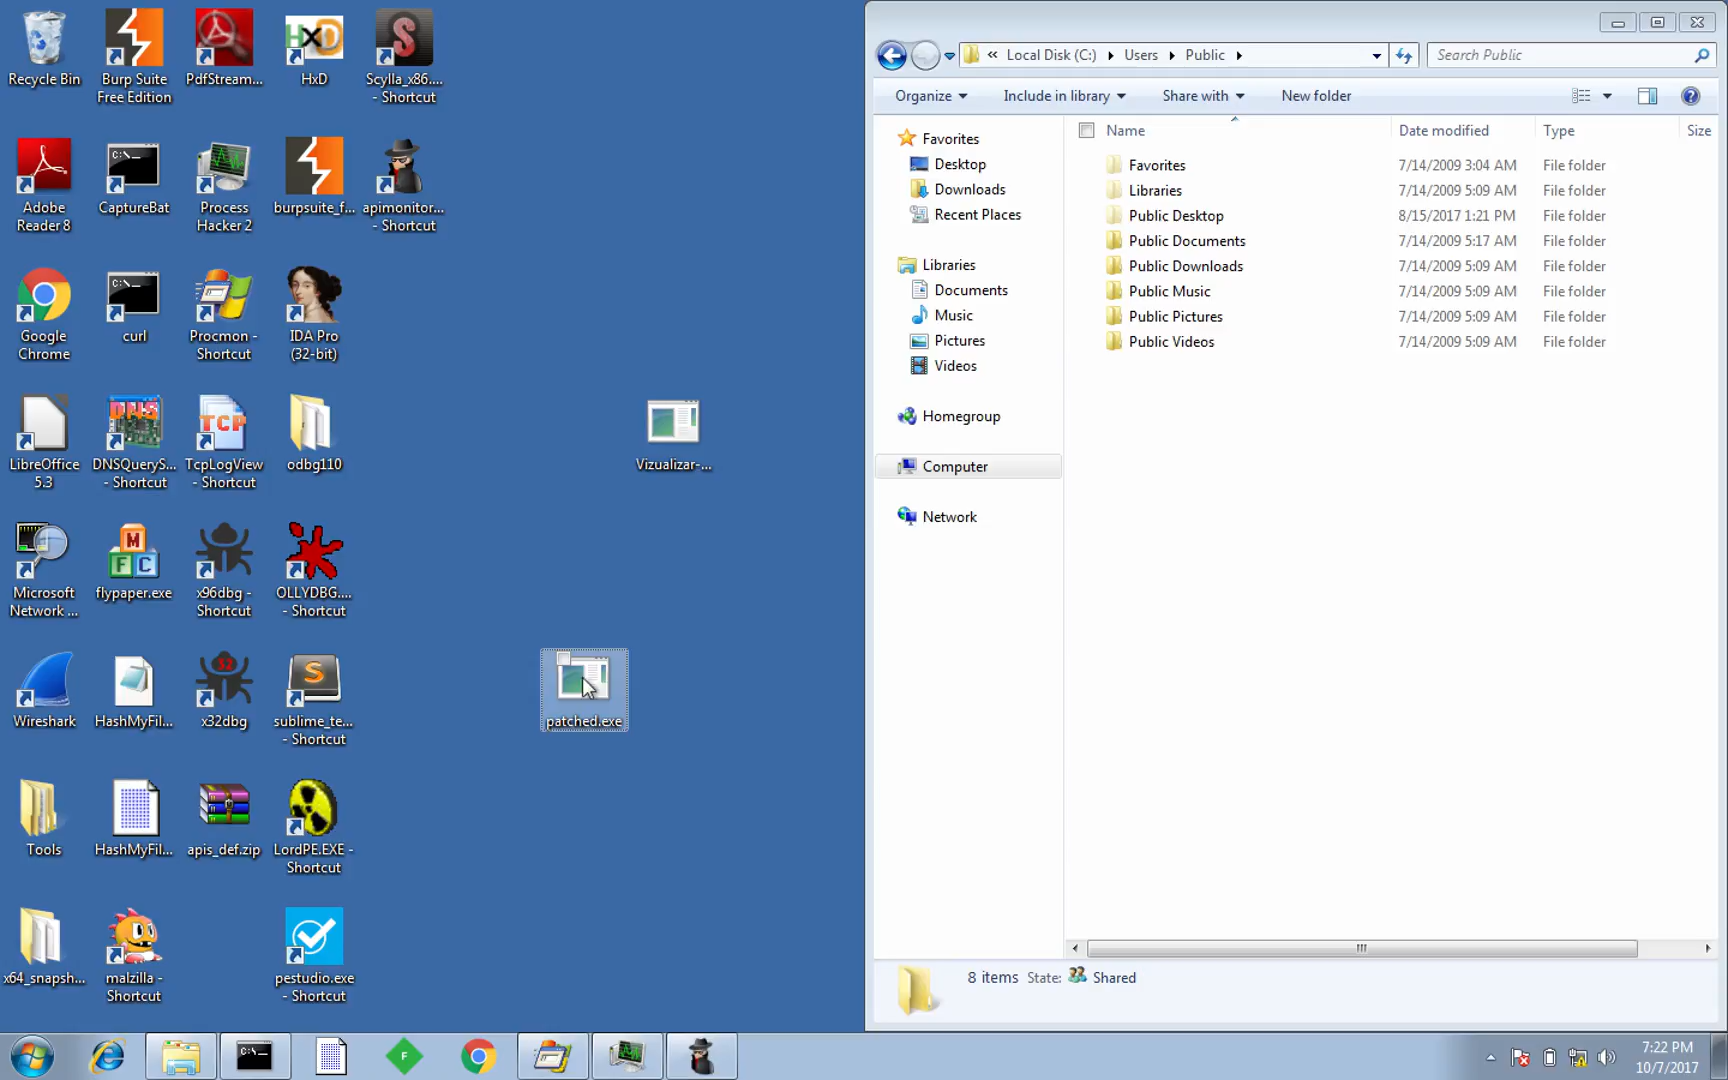 Recycle Bin
Burp Suite
Free Edition
PdfStream...
HxD
Scylla_x86....
- Shortcut
Adobe
Reader 8
CaptureBat
Process
Hacker 2
burpsuite_f...
apimonitor...
- Shortcut
Google
Chrome
curl
Procmon -
Shortcut
IDA Pro
(32-bit)
LibreOffice
5.3
DNSQueryS...
- Shortcut
TcpLogView
- Shortcut
odbg110
Vizualizar-...
Microsoft
Network ...
flypaper.exe
x96dbg -
Shortcut
OLLYDBG....
- Shortcut
Wireshark
HashMyFil...
x32dbg
sublime_te...
- Shortcut
patched.exe
Tools
HashMyFil...
apis_def.zip
LordPE.EXE -
Shortcut
x64_snapsh...
malzilla -
Shortcut
pestudio.exe
- Shortcut
« Local Disk (C:) Users Public
Search Public
Organize Include in library Share with New folder
Favorites
Desktop
Downloads
Recent Places
Libraries
Documents
Music
Pictures
Videos
Homegroup
Computer
Network
Name Date modified Type Size
Favorites 7/14/2009 3:04 AM File folder
Libraries 7/14/2009 5:09 AM File folder
Public Desktop 8/15/2017 1:21 PM File folder
Public Documents 7/14/2009 5:17 AM File folder
Public Downloads 7/14/2009 5:09 AM File folder
Public Music 7/14/2009 5:09 AM File folder
Public Pictures 7/14/2009 5:09 AM File folder
Public Videos 7/14/2009 5:09 AM File folder
8 items State: Shared
7:22 PM
10/7/2017